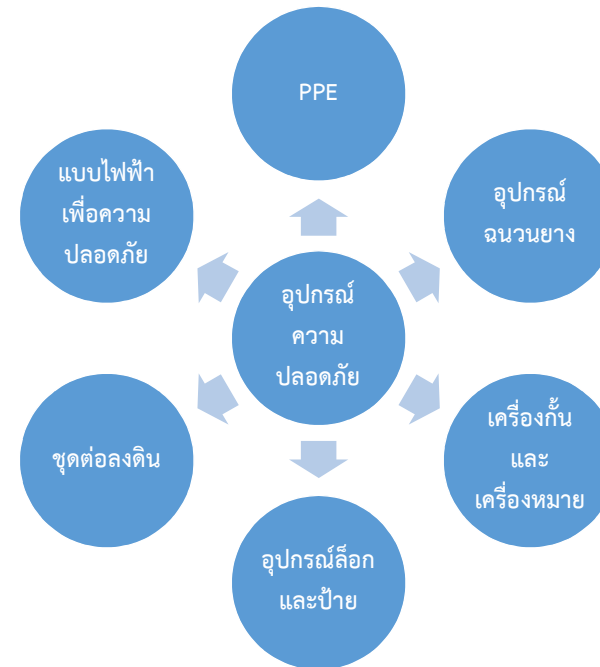 PPE
แบบไฟฟ้า
เพื่อความ
ปลอดภัย
อุปกรณ์
ฉนวนยาง
อุปกรณ์
ความ
ปลอดภัย
ชุดต่อลงดิน
เครื่องกั้น
และ
เครื่องหมาย
อุปกรณ์ล็อก
และป้าย